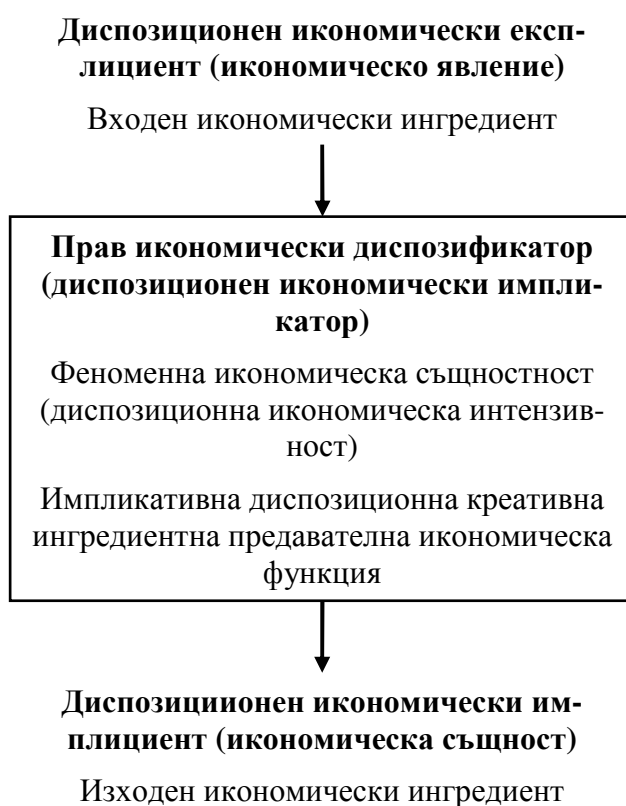 Диспозиционен икономически експ-
лициент (икономическо явление)
Входен икономически ингредиент
Прав икономически диспозификатор
(диспозиционен икономически импли-
катор)
Феноменна икономическа същностност
(диспозиционна икономическа интензив-
ност)
Импликативна диспозиционна креативна
ингредиентна предавателна икономическа
функция
Диспозициионен икономически им-
плициент (икономическа същност)
Изходен икономически ингредиент